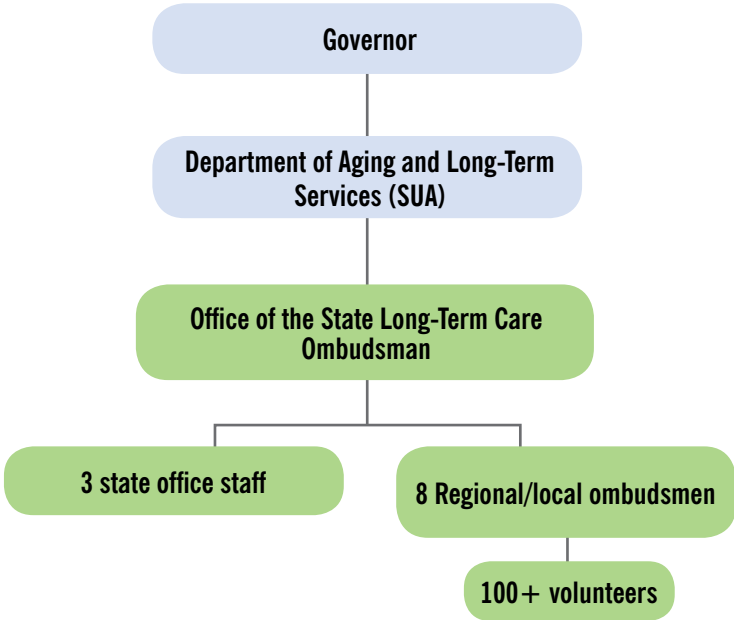 Governor
Department of Aging and Long-Term
Services (SUA)
Office of the State Long-Term Care
Ombudsman
3 state office staff
8 Regional/local ombudsmen
100+ volunteers